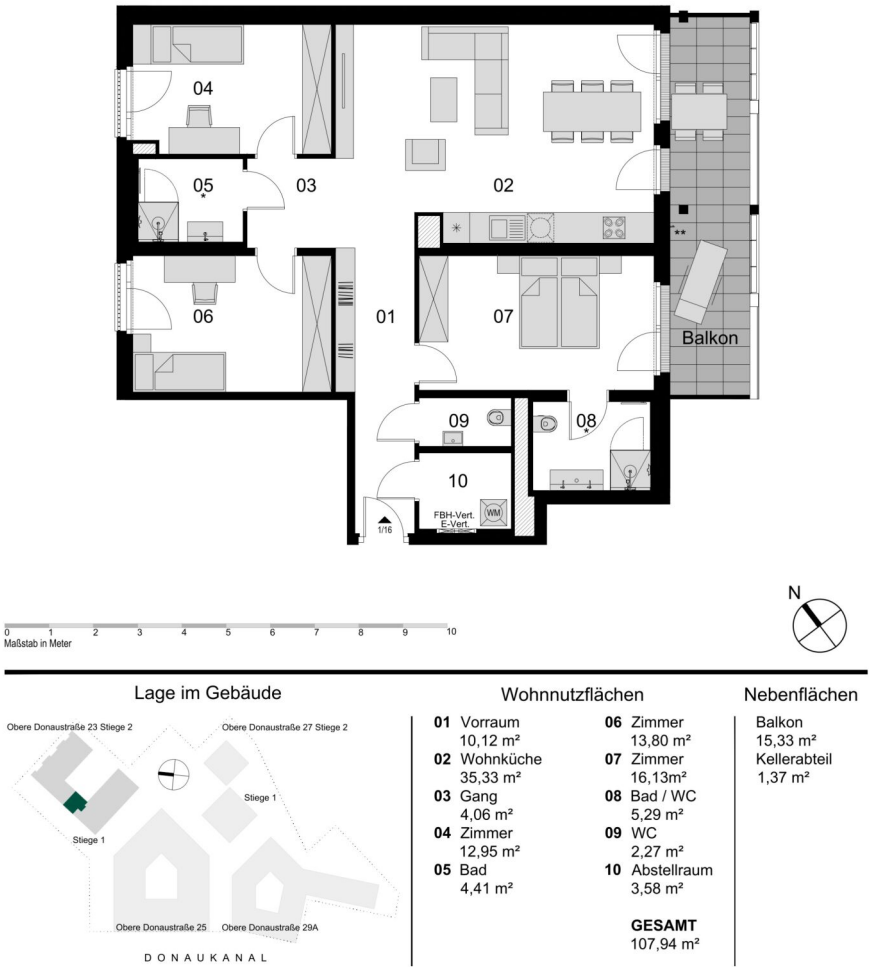 04
05
*
03
02
*
**
06
01
07
Balkon
09
08
*
10
FBH-Vert.
E-Vert.
WM
1/16
N
0 1 2 3 4 5 6 7 8 9 10
Maßstab in Meter
Lage im Gebäude
Obere Donaustraße 23 Stiege 2
Obere Donaustraße 27 Stiege 2
Stiege 1
Stiege 1
Obere Donaustraße 25
Obere Donaustraße 29A
DONAUKANAL
Wohnnutzflächen
01 Vorraum
10,12 m²
02 Wohnküche
35,33 m²
03 Gang
4,06 m²
04 Zimmer
12,95 m²
05 Bad
4,41 m²
06 Zimmer
13,80 m²
07 Zimmer
16,13m²
08 Bad / WC
5,29 m²
09 WC
2,27 m²
10 Abstellraum
3,58 m²
GESAMT
107,94 m²
Nebenflächen
Balkon
15,33 m²
Kellerabteil
1,37 m²